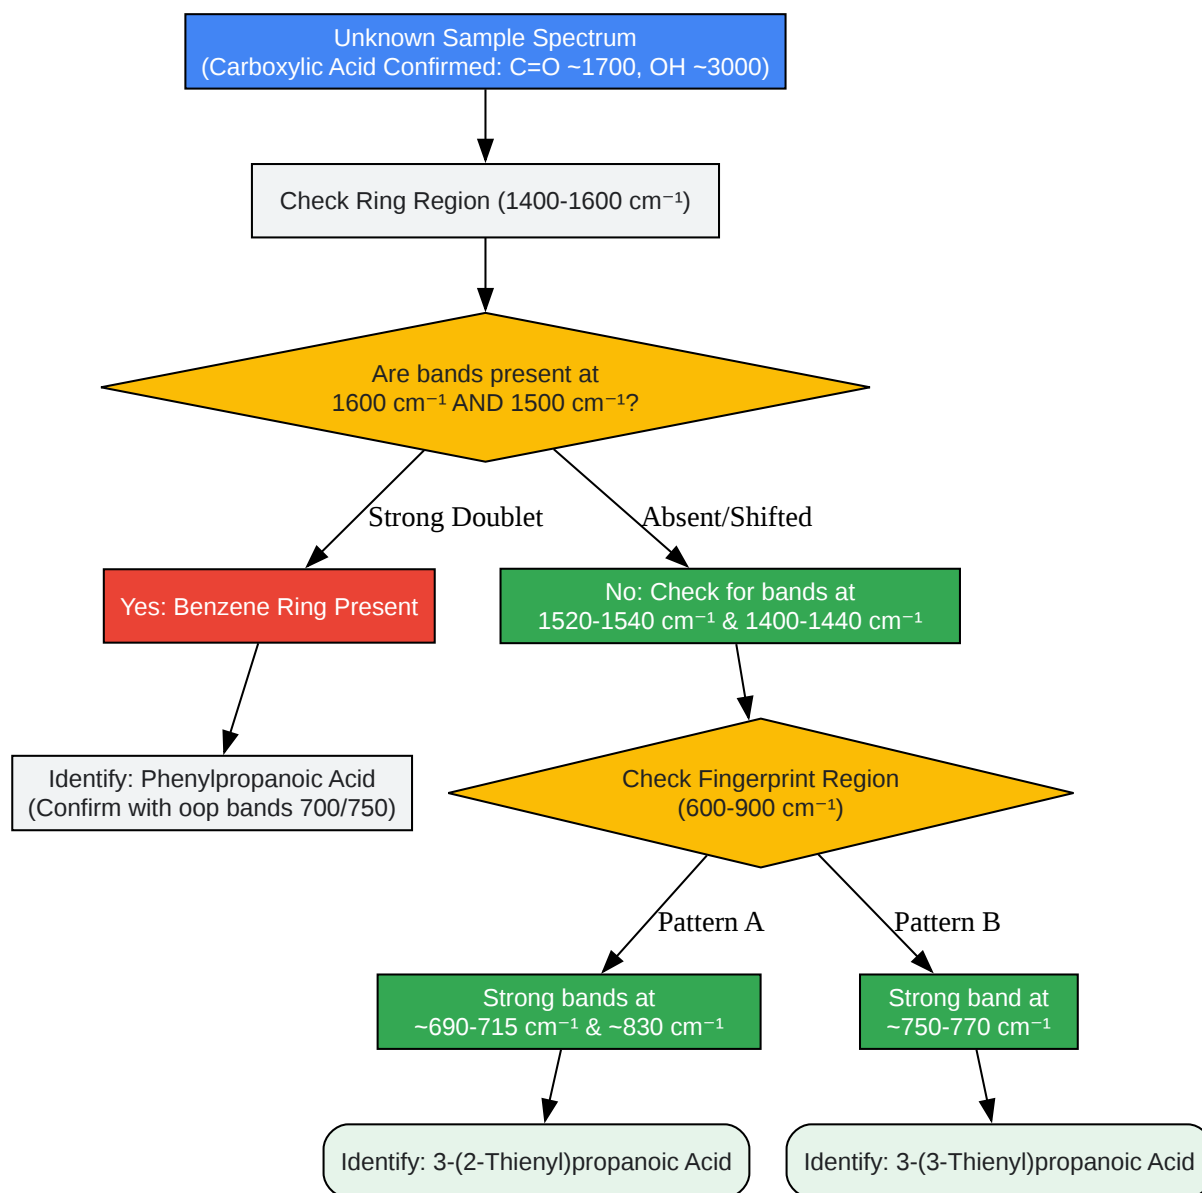 Unknown Sample Spectrum
(Carboxylic Acid Confirmed: C=O ~1700, OH ~3000)
Check Ring Region (1400-1600 cm⁻¹)
Are bands present at
1600 cm⁻¹ AND 1500 cm⁻¹?
Strong Doublet
Absent/Shifted
Yes: Benzene Ring Present
No: Check for bands at
1520-1540 cm⁻¹ & 1400-1440 cm⁻¹
Identify: Phenylpropanoic Acid
(Confirm with oop bands 700/750)
Check Fingerprint Region
(600-900 cm⁻¹)
Pattern A
Pattern B
Strong bands at
~690-715 cm⁻¹ & ~830 cm⁻¹
Strong band at
~750-770 cm⁻¹
Identify: 3-(2-Thienyl)propanoic Acid
Identify: 3-(3-Thienyl)propanoic Acid